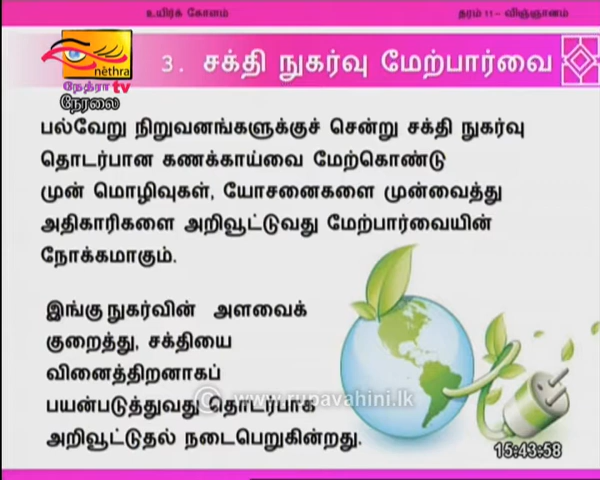 உயிர்க் கோளம்
தரம் 11 - விஞ்ஞானம்
3. சக்தி நுகர்வு மேற்பார்வை
nethra
நேத்ரா tv
நேரலை
பல்வேறு நிறுவனங்களுக்குச் சென்று சக்தி நுகர்வு
தொடர்பான கணக்காய்வை மேற்கொண்டு
முன் மொழிவுகள், யோசனைகளை முன்வைத்து
அதிகாரிகளை அறிவூட்டுவது மேற்பார்வையின்
நோக்கமாகும்.
இங்கு நுகர்வின் அளவைக்
குறைத்து, சக்தியை
வினைத்திறனாகப்
பயன்படுத்துவது தொடர்பாக
அறிவூட்டுதல் நடைபெறுகின்றது.
© www.rupavahini.lk
15:43:58